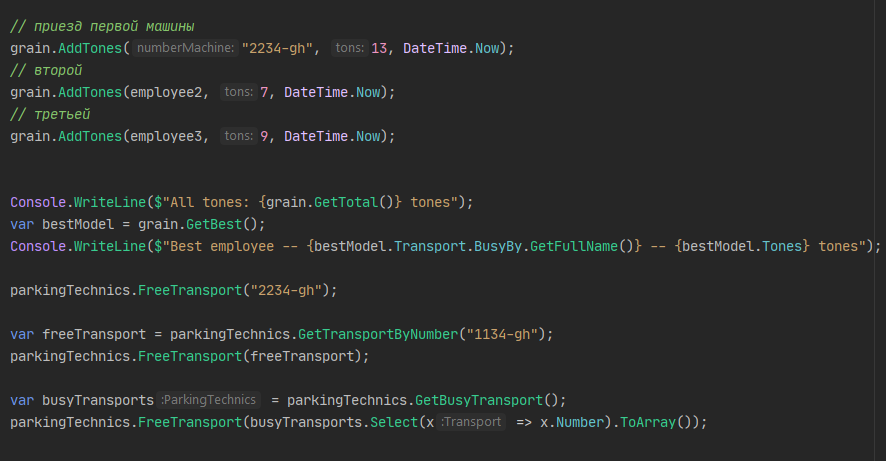 // приезд первой машины
grain.AddTones( numberMachine: "2234-gh", tons: 13, DateTime.Now);
// второй
grain.AddTones(employee2, tons: 7, DateTime.Now);
// третьей
grain.AddTones(employee3, tons: 9, DateTime.Now);
Console.WriteLine($"All tones: {grain.GetTotal()} tones");
var bestModel = grain.GetBest();
Console.WriteLine($"Best employee -- {bestModel.Transport.BusyBy.GetFullName()} -- {bestModel.Tones} tones");
parkingTechnics.FreeTransport("2234-gh");
var freeTransport = parkingTechnics.GetTransportByNumber("1134-gh");
parkingTechnics.FreeTransport(freeTransport);
var busyTransports :ParkingTechnics = parkingTechnics.GetBusyTransport();
parkingTechnics.FreeTransport(busyTransports.Select(x :Transport => x.Number).ToArray());